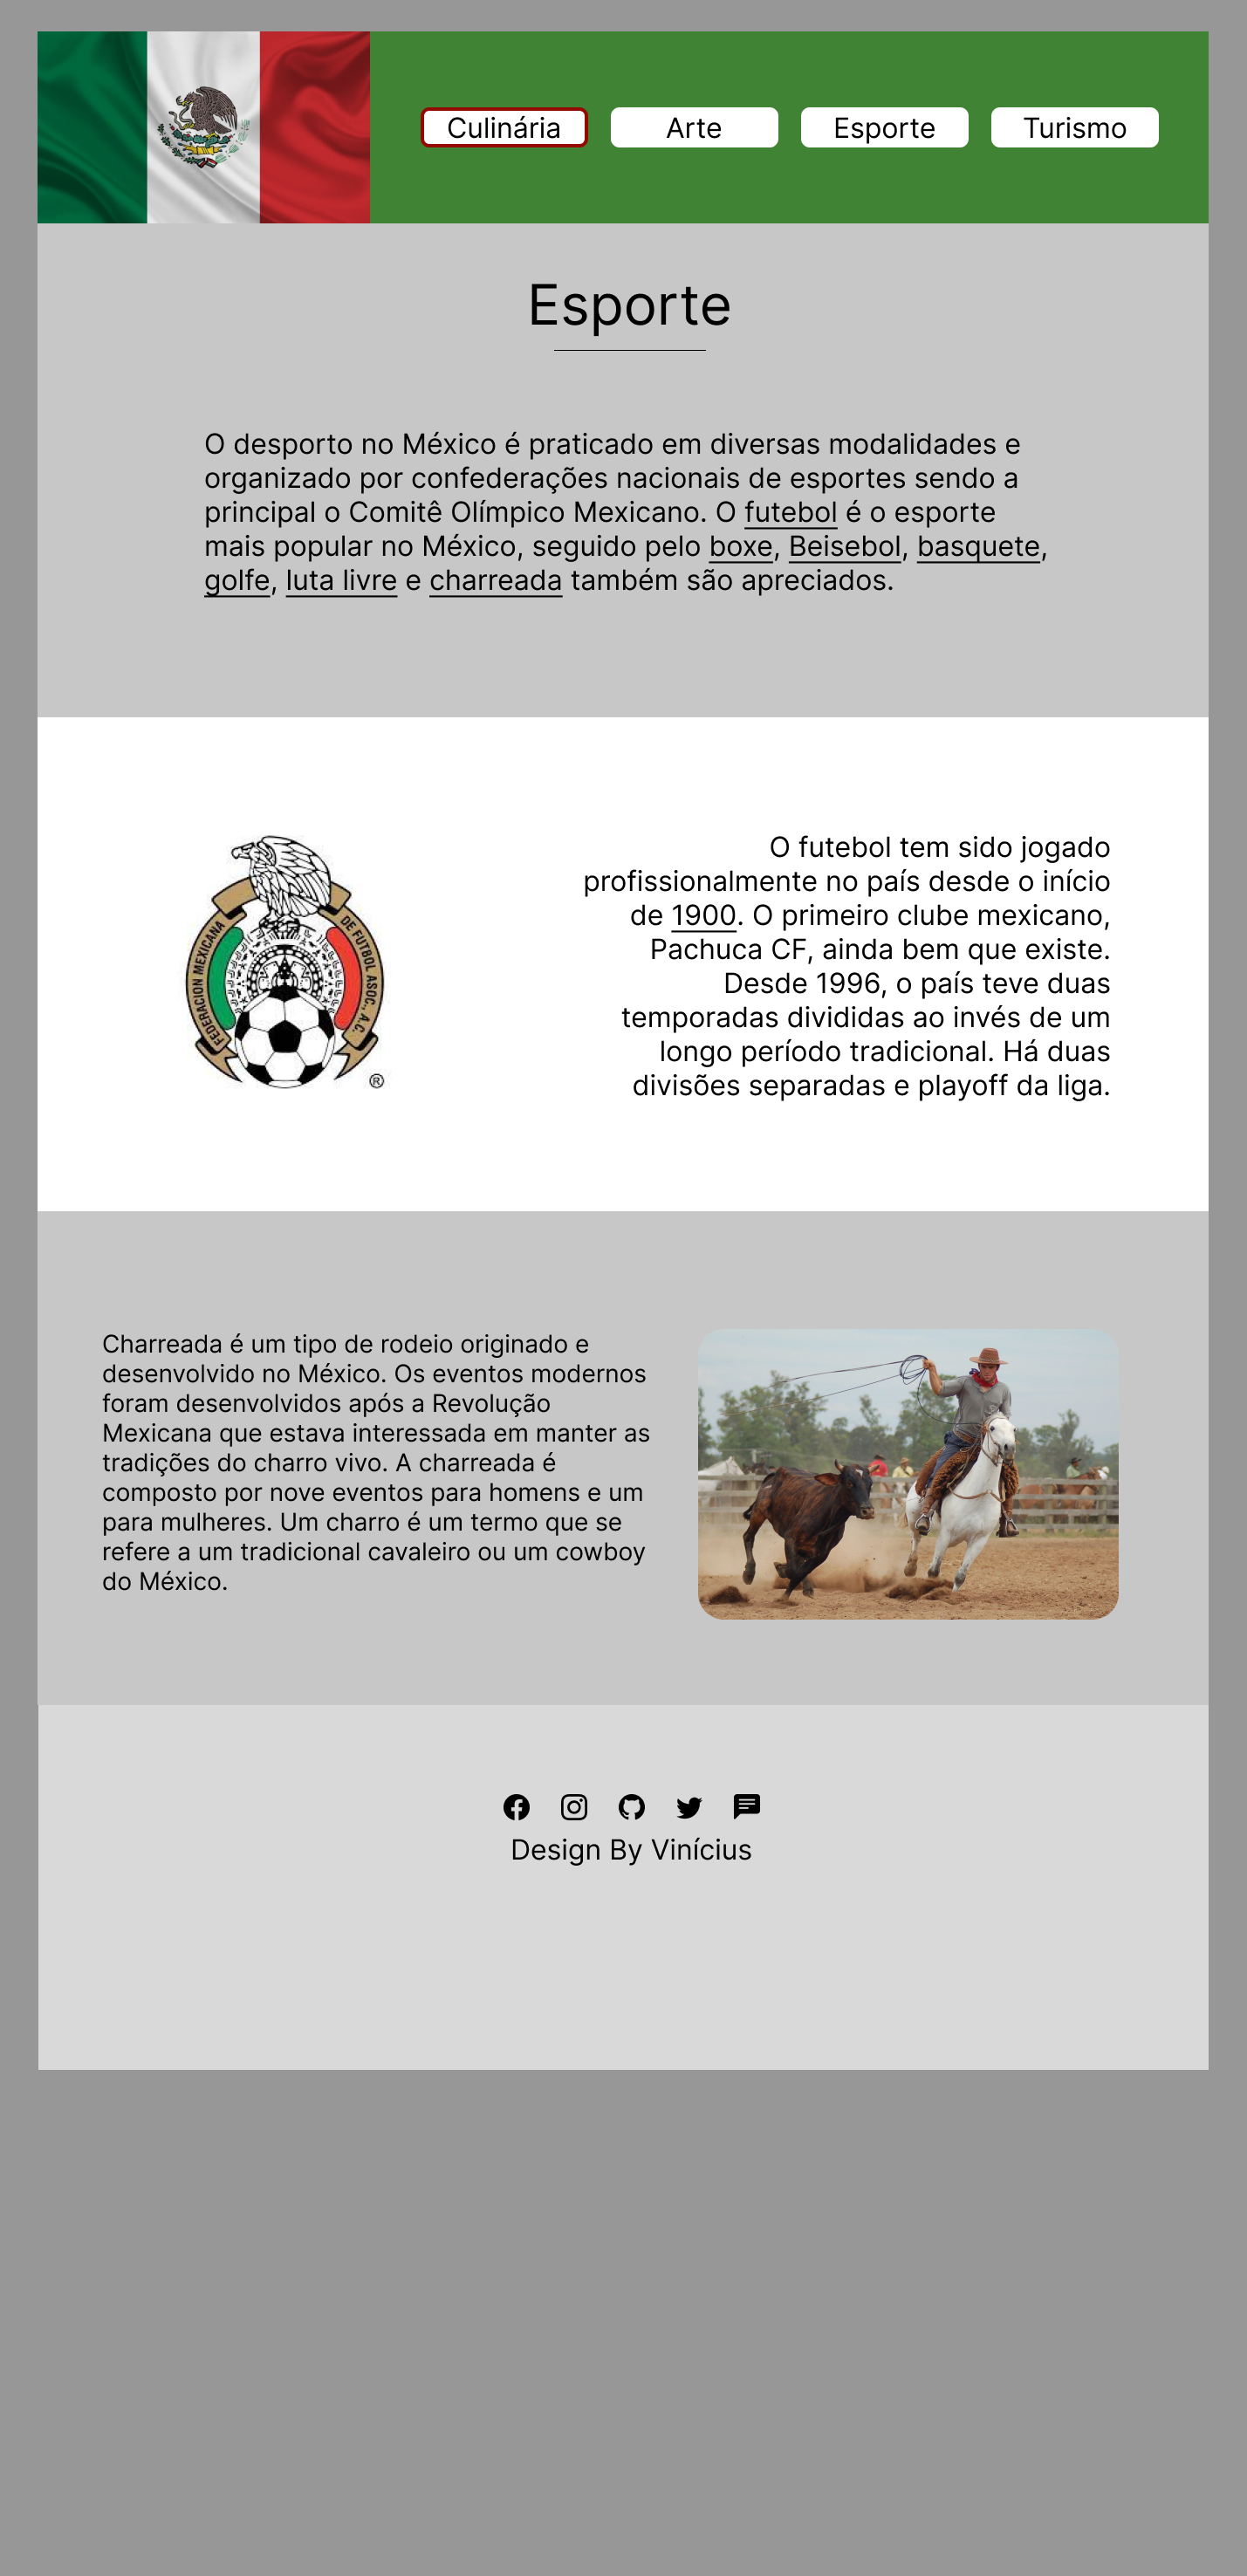 Culinária
Arte
Esporte
Turismo
Esporte
O desporto no México é praticado em diversas modalidades e
organizado por confederações nacionais de esportes sendo a
principal o Comitê Olímpico Mexicano. O futebol é o esporte
mais popular no México, seguido pelo boxe, Beisebol, basquete,
golfe, luta livre e charreada também são apreciados.
FEDERACION MEXICANA
DE FUTBOL ASOC., A.C.
®
O futebol tem sido jogado
profissionalmente no país desde o início
de 1900. O primeiro clube mexicano,
Pachuca CF, ainda bem que existe.
Desde 1996, o país teve duas
temporadas divididas ao invés de um
longo período tradicional. Há duas
divisões separadas e playoff da liga.
Charreada é um tipo de rodeio originado e
desenvolvido no México. Os eventos modernos
foram desenvolvidos após a Revolução
Mexicana que estava interessada em manter as
tradições do charro vivo. A charreada é
composto por nove eventos para homens e um
para mulheres. Um charro é um termo que se
refere a um tradicional cavaleiro ou um cowboy
do México.
Design By Vinícius